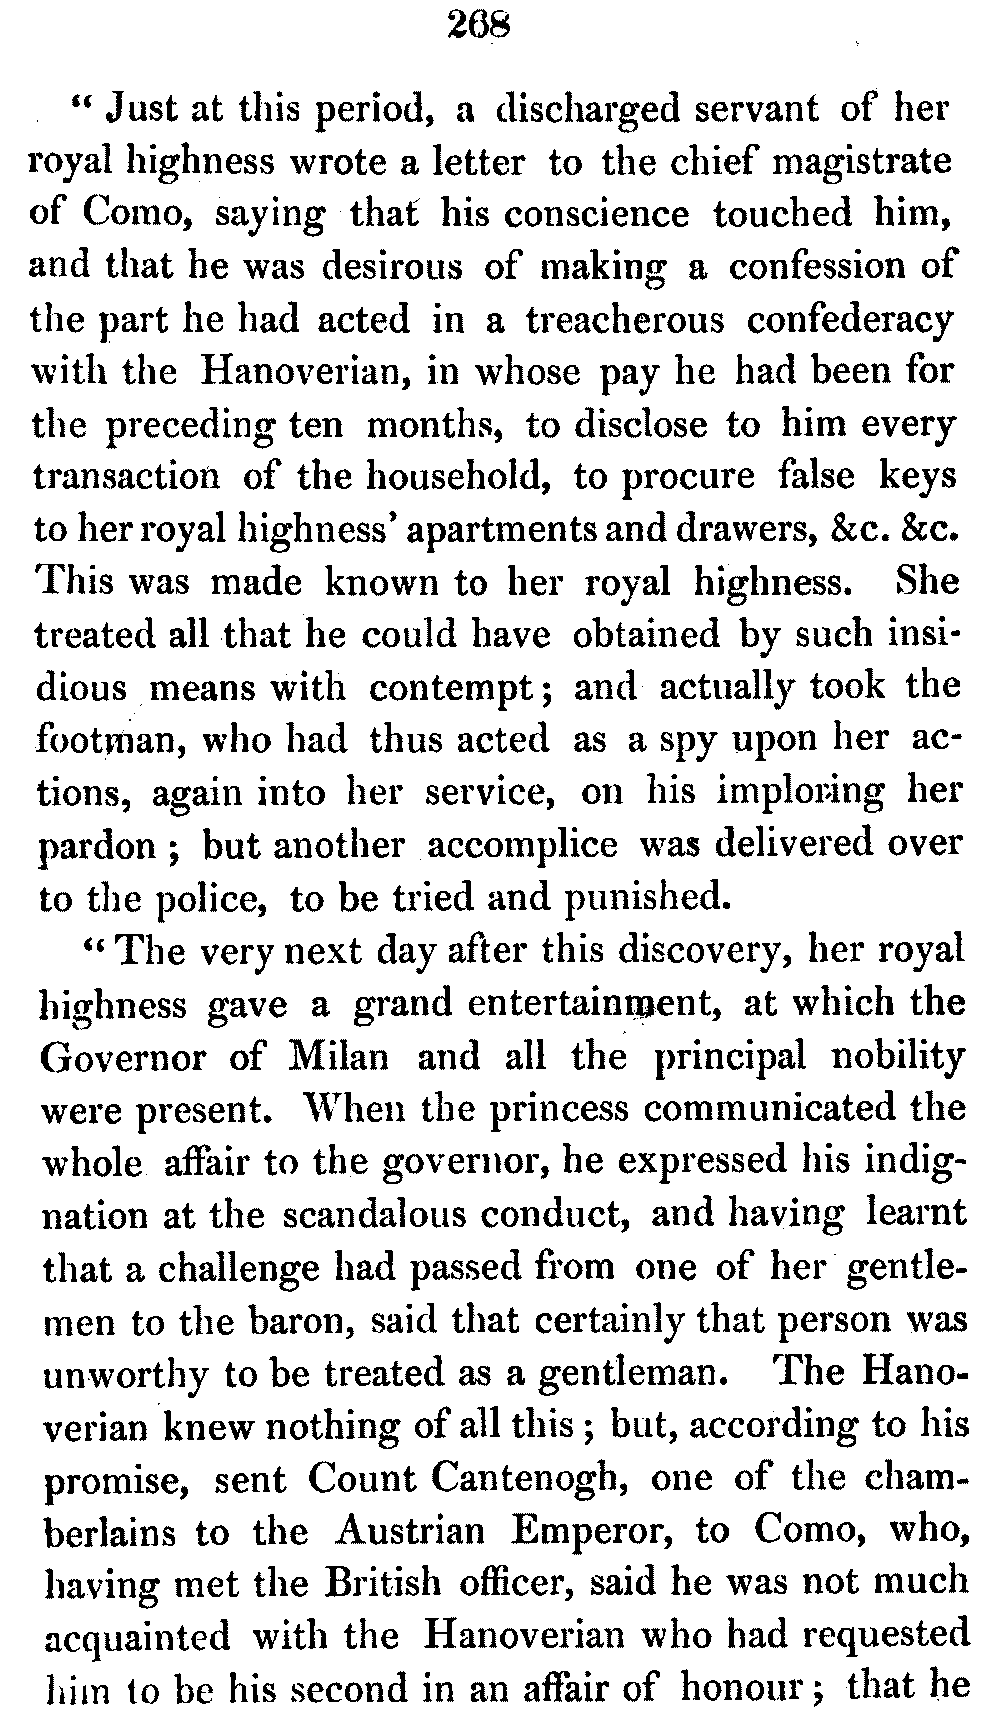 268
“ Just at this period, a discharged servant of her
royal highness wrote a letter to the chief magistrate
of Como, saying that his conscience touched him,
and that he was desirous of making a confession of
the part he had acted in a treacherous confederacy
with the Hanoverian, in whose pay he had been for
the preceding ten months, to disclose to him every
transaction of the household, to procure false keys
to her royal highness’ apartments and drawers, &c. &c.
This was made known to her royal highness. She
treated all that he could have obtained by such insi-
dious means with contempt; and actually took the
footman, who had thus acted as a spy upon her ac-
tions, again into her service, on his imploring her
pardon ; but another accomplice was delivered over
to the police, to be tried and punished.
“ The very next day after this discovery, her royal
highness gave a grand entertainment, at which the
Governor of Milan and all the principal nobility
were present. When the princess communicated the
whole affair to the governor, he expressed his indig-
nation at the scandalous conduct, and having learnt
that a challenge had passed from one of her gentle-
men to the baron, said that certainly that person was
unworthy to be treated as a gentleman. The Hano-
verian knew nothing of all this ; but, according to his
promise, sent Count Cantenogh, one of the cham-
berlains to the Austrian Emperor, to Como, who,
having met the British officer, said he was not much
acquainted with the Hanoverian who had requested
him to be his second in an affair of honour ; that he